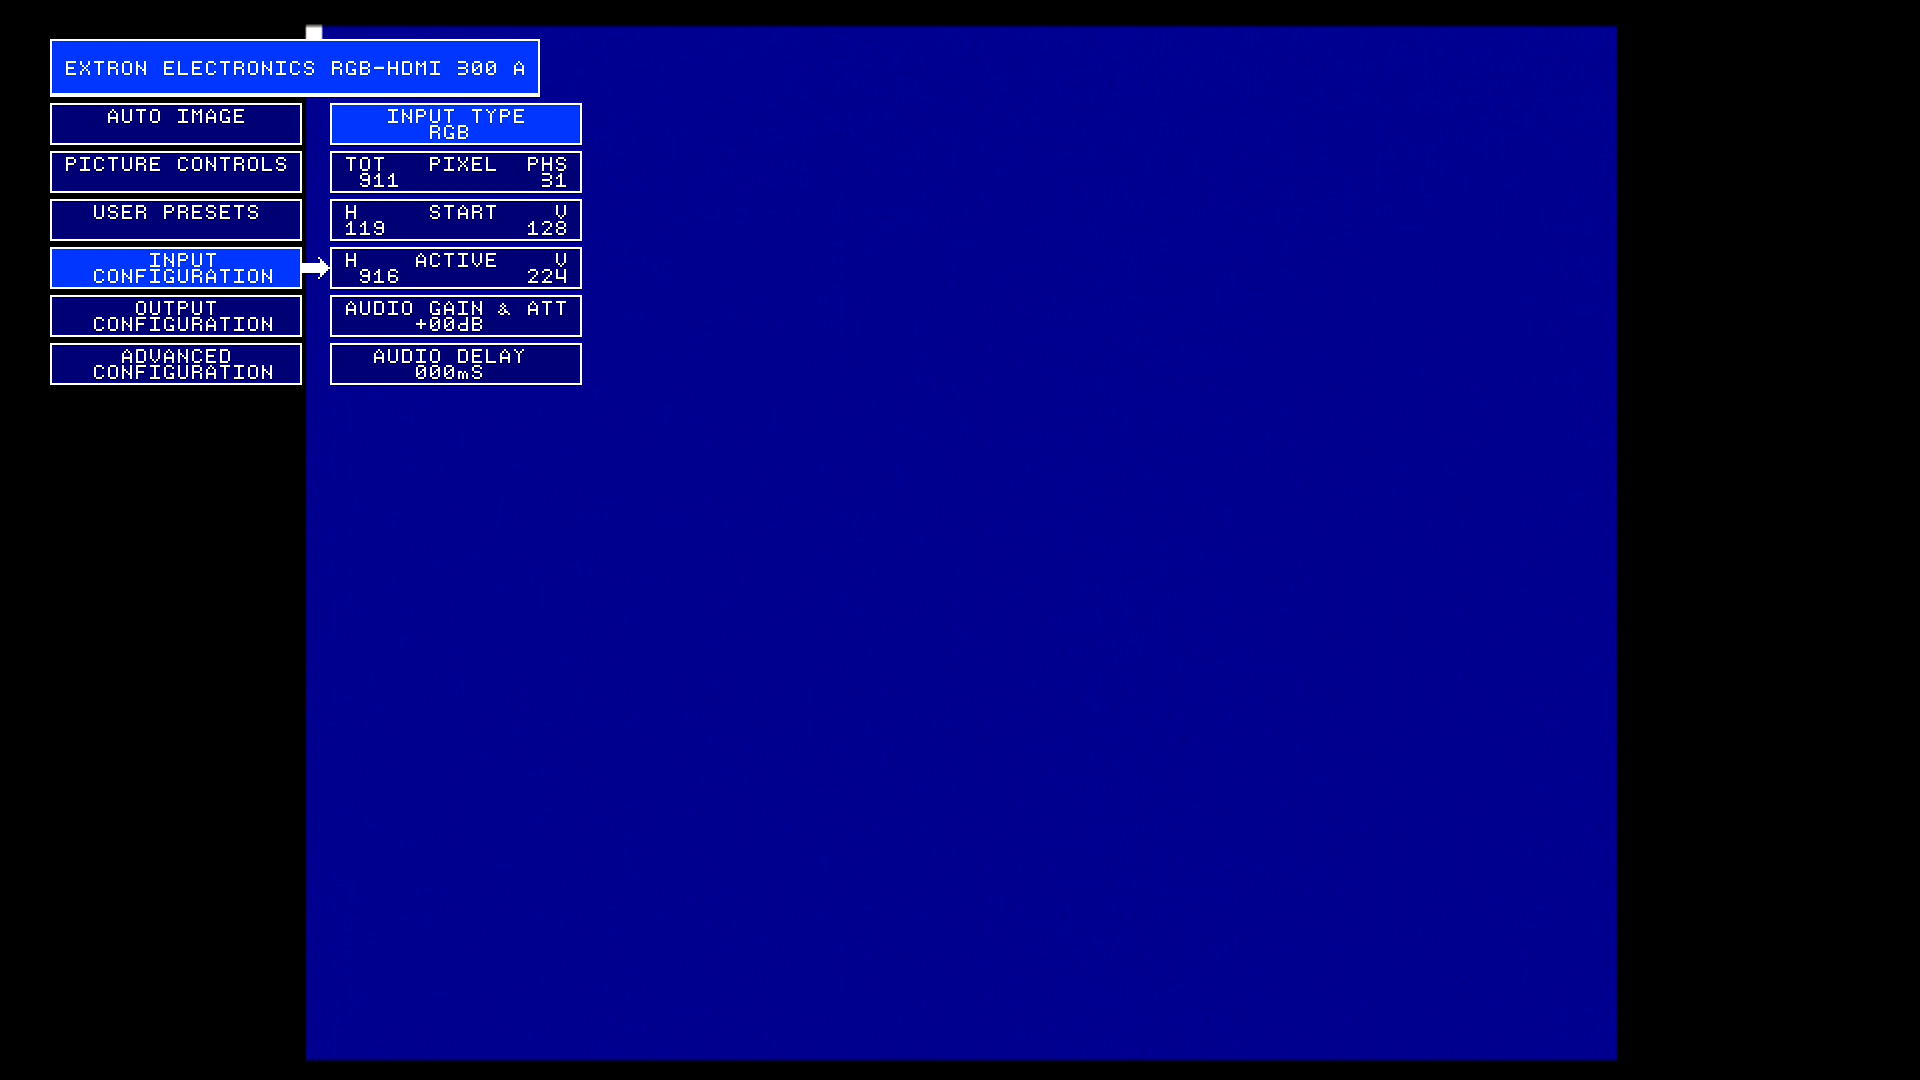 EXTRON ELECTRONICS RGB-HDMI 300 A
AUTO IMAGE
PICTURE CONTROLS
USER PRESETS
INPUT
CONFIGURATION
OUTPUT
CONFIGURATION
ADVANCED
CONFIGURATION
INPUT TYPE
RGB
TOT PIXEL PHS
911 31
H START V
119 128
H ACTIVE V
916 224
AUDIO GAIN & ATT
+00dB
AUDIO DELAY
000mS